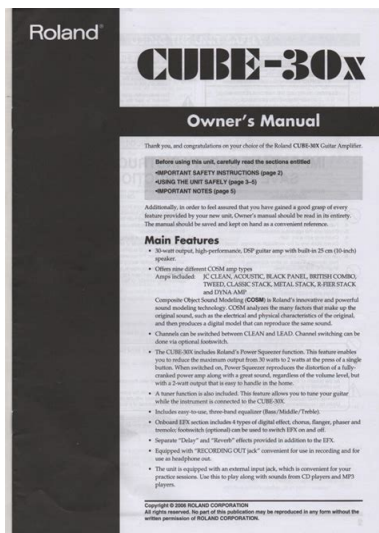 Roland®
CUBE-30x
Owner's Manual
Thank you, and congratulations on your choice of the Roland CUBE-30X Guitar Amplifier.
Before using this unit, carefully read the sections entitled
•IMPORTANT SAFETY INSTRUCTIONS (page 2)
•USING THE UNIT SAFELY (page 3–5)
•IMPORTANT NOTES (page 5)
Additionally, in order to feel assured that you have gained a good grasp of every
feature provided by your new unit, Owner's manual should be read in its entirety.
The manual should be saved and kept on hand as a convenient reference.
Main Features
• 30-watt output, high-performance, DSP guitar amp with built-in 25 cm (10-inch)
speaker.
• Offers nine different COSM amp types
Amps included: JC CLEAN, ACOUSTIC, BLACK PANEL, BRITISH COMBO,
TWEED, CLASSIC STACK, METAL STACK, R-FIER STACK
and DYNA AMP
Composite Object Sound Modeling (COSM) is Roland's innovative and powerful
sound modeling technology. COSM analyzes the many factors that make up the
original sound, such as the electrical and physical characteristics of the original,
and then produces a digital model that can reproduce the same sound.
• Channels can be switched between CLEAN and LEAD. Channel switching can be
done via optional footswitch.
• The CUBE-30X includes Roland's Power Squeezer function. This feature enables
you to reduce the maximum output from 30 watts to 2 watts at the press of a single
button. When switched on, Power Squeezer reproduces the distortion of a fully-
cranked power amp along with a great sound, regardless of the volume level, but
with a 2-watt output that is easy to handle in the home.
• A tuner function is also included. This feature allows you to tune your guitar
while the instrument is connected to the CUBE-30X.
• Includes easy-to-use, three-band equalizer (Bass/Middle/Treble).
• Onboard EFX section includes 4 types of digital effect, chorus, flanger, phaser and
tremolo; footswitch (optional) can be used to switch EFX on and off.
• Separate "Delay" and "Reverb" effects provided in addition to the EFX.
• Equipped with "RECORDING OUT jack" convenient for use in recording and for
use as headphone out.
• The unit is equipped with an external input jack, which is convenient for your
practice sessions. Use this to play along with sounds from CD players and MP3
players.
Copyright © 2006 ROLAND CORPORATION
All rights reserved. No part of this publication may be reproduced in any form without the
written permission of ROLAND CORPORATION.